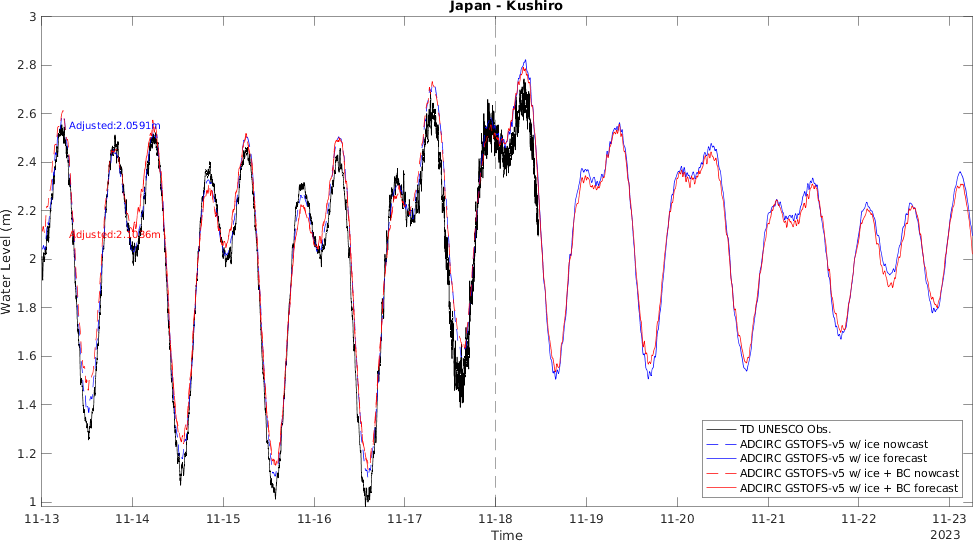 Japan - Kushiro
Water Level (m)
3
2.8
2.6
2.4
2.2
2
1.8
1.6
1.4
1.2
1
Adjusted:2.0591m
TD UNESCO Obs.
ADCIRC GSTOFS-v5 w/ ice nowcast
ADCIRC GSTOFS-v5 w/ ice forecast
ADCIRC GSTOFS-v5 w/ ice + BC nowcast
ADCIRC GSTOFS-v5 w/ ice + BC forecast
11-13
11-14
11-15
11-16
11-17
11-18
11-19
11-20
11-21
11-22
11-23
Time
2023